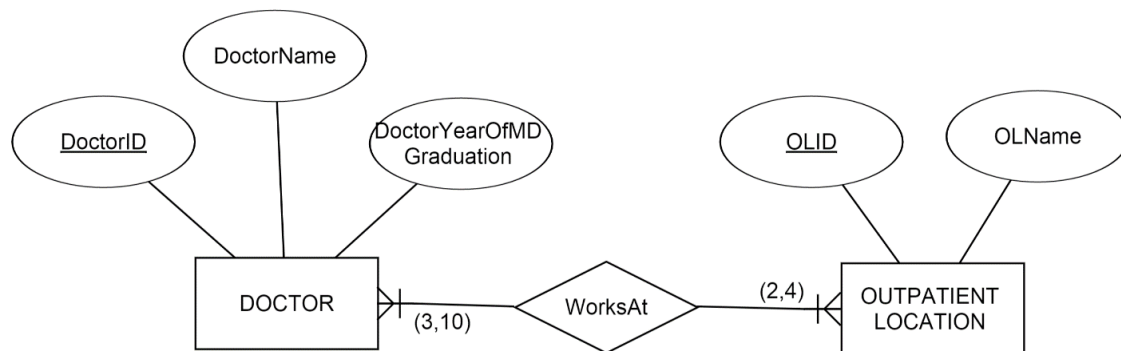 DoctorName
DoctorID
DoctorYearOfMD
Graduation
OLID
OLName
DOCTOR
(3,10)
WorksAt
(2,4)
OUTPATIENT
LOCATION